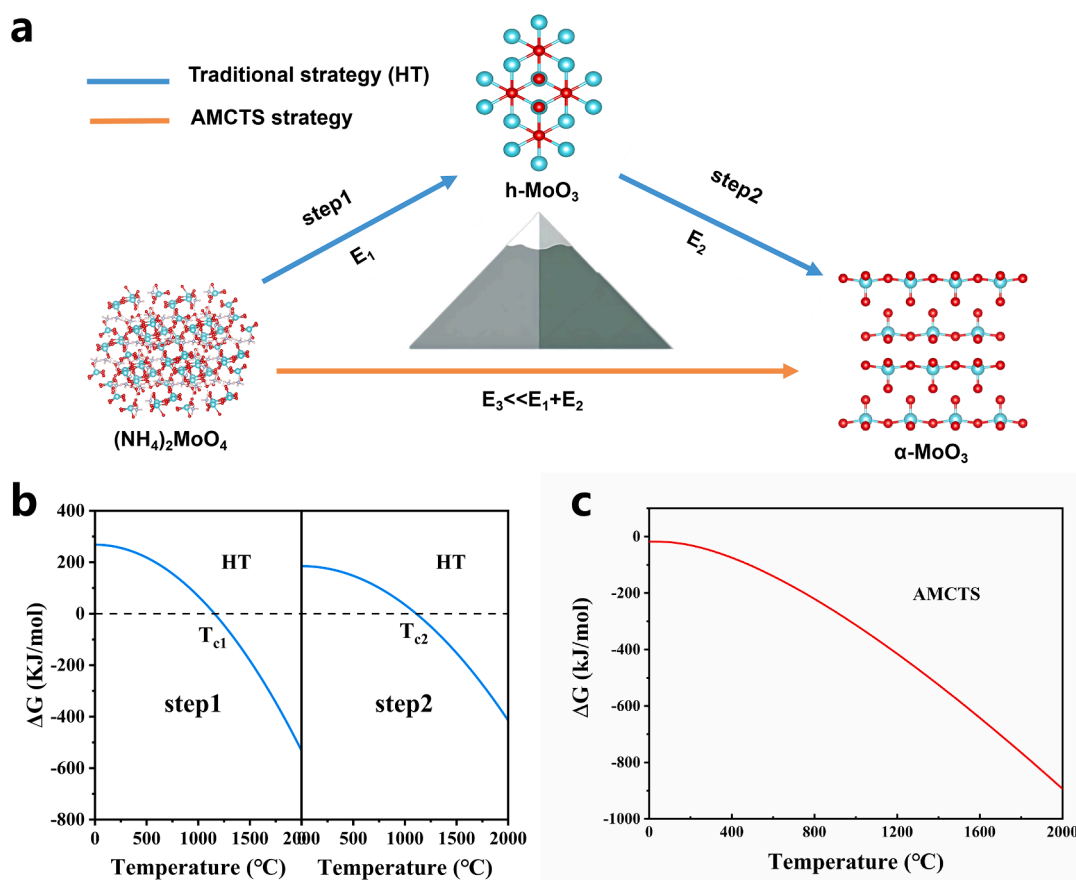 a
Traditional strategy (HT)
AMCTS strategy
h-MoO₃
step1
E₁
step2
E₂
E₃<<E₁+E₂
(NH₄)₂MoO₄
α-MoO₃
b
ΔG (KJ/mol)
400
200
0
-200
-400
-600
-800
HT
T_c1
step1
HT
T_c2
step2
0 500 1000 1500 2000
500 1000 1500 2000
Temperature (℃)
Temperature (℃)
c
ΔG (kJ/mol)
0
-200
-400
-600
-800
-1000
AMCTS
0 400 800 1200 1600 2000
Temperature (℃)